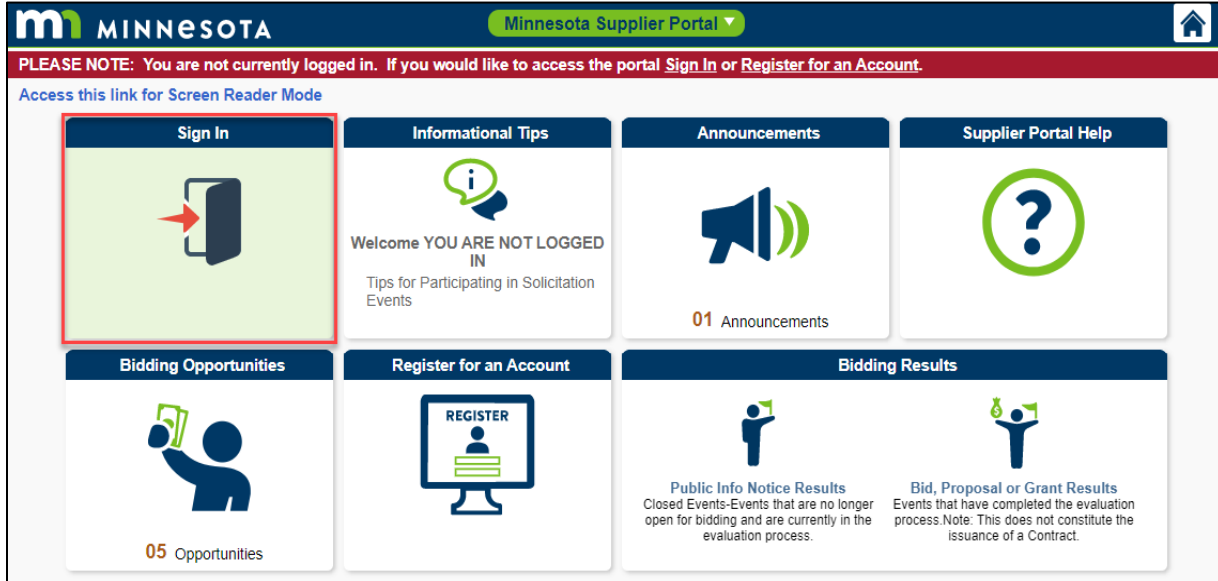 mn MINNESOTA
Minnesota Supplier Portal
PLEASE NOTE: You are not currently logged in. If you would like to access the portal Sign In or Register for an Account.
Access this link for Screen Reader Mode
Sign In
Informational Tips
i
Welcome YOU ARE NOT LOGGED
IN
Tips for Participating in Solicitation
Events
Announcements
01 Announcements
Supplier Portal Help
?
Bidding Opportunities
05 Opportunities
Register for an Account
REGISTER
Bidding Results
$
Public Info Notice Results
Closed Events-Events that are no longer
open for bidding and are currently in the
evaluation process.
Bid, Proposal or Grant Results
Events that have completed the evaluation
process.Note: This does not constitute the
issuance of a Contract.